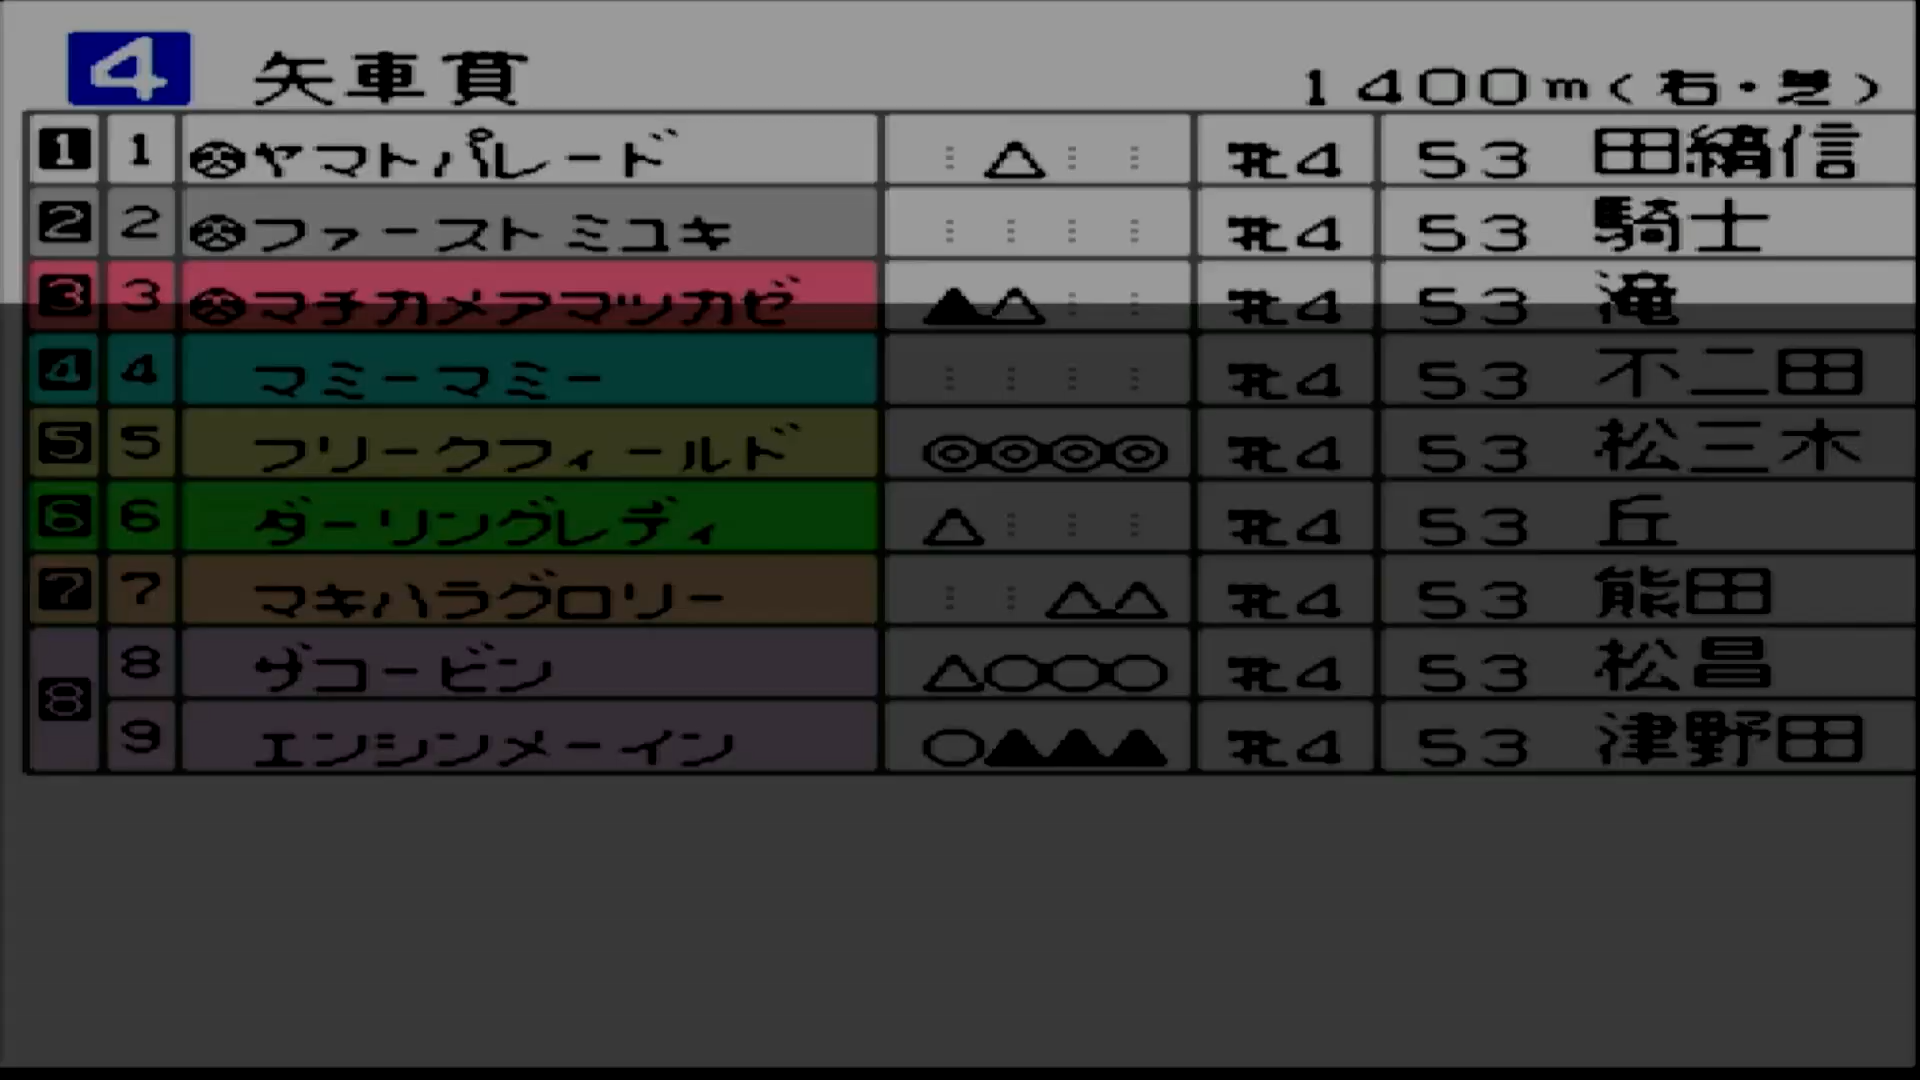 4 矢車賞 1400m(右・芝)
1 1 ヤマトパレード △ 牝4 53 田縞信
2 2 ファーストミユキ 牝4 53 騎士
3 3 マチカメアマツカゼ ▲△ 牝4 53 滝
4 4 マミーマミー 牝4 53 不二田
5 5 フリークフィールド ◎◎◎◎ 牝4 53 松三木
6 6 ダーリングレディ △ 牝4 53 丘
7 7 マキハラグロリー △△ 牝4 53 熊田
8 8 ザコービン △○○○ 牝4 53 松昌
9 エンシンメーイン ○▲▲▲ 牝4 53 津野田